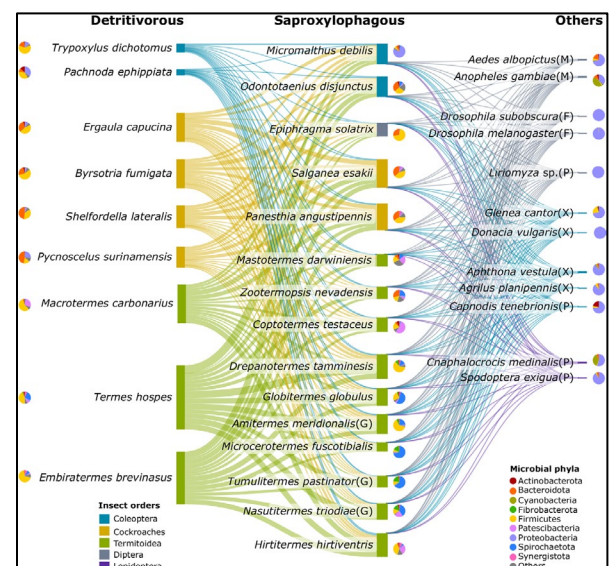 Detritivorous
Saproxylophagous
Others
Trypoxylus dichotomus
Pachnoda ephippiata
Ergaula capucina
Byrsotria fumigata
Shelfordella lateralis
Pycnoscelus surinamensis
Macrotermes carbonarius
Termes hospes
Embiratermes brevinasus
Micromalthus debilis
Odontotaenius disjunctus
Epiphragma solatrix
Salganea esakii
Panesthia angustipennis
Mastotermes darwiniensis
Zootermopsis nevadensis
Coptotermes testaceus
Drepanotermes tamminesis
Globitermes globulus
Amitermes meridionalis(G)
Microcerotermes fuscotibialis
Tumulitermes pastinator(G)
Nasutitermes triodiae(G)
Hirtitermes hirtiventris
Aedes albopictus(M)
Anopheles gambiae(M)
Drosophila subobscura(F)
Drosophila melanogaster(F)
Liriomyza sp.(P)
Glenea cantor(X)
Donacia vulgaris(X)
Aphthona vestula(X)
Agrilus planipennis(X)
Capnodis tenebrionis(P)
Cnaphalocrocis medinalis(P)
Spodoptera exigua(P)
Insect orders
Coleoptera
Cockroaches
Termitoidea
Diptera
Lepidoptera
Microbial phyla
Actinobacterota
Bacteroidota
Cyanobacteria
Fibrobacterota
Firmicutes
Patescibacteria
Proteobacteria
Spirochaetota
Synergistota
Others